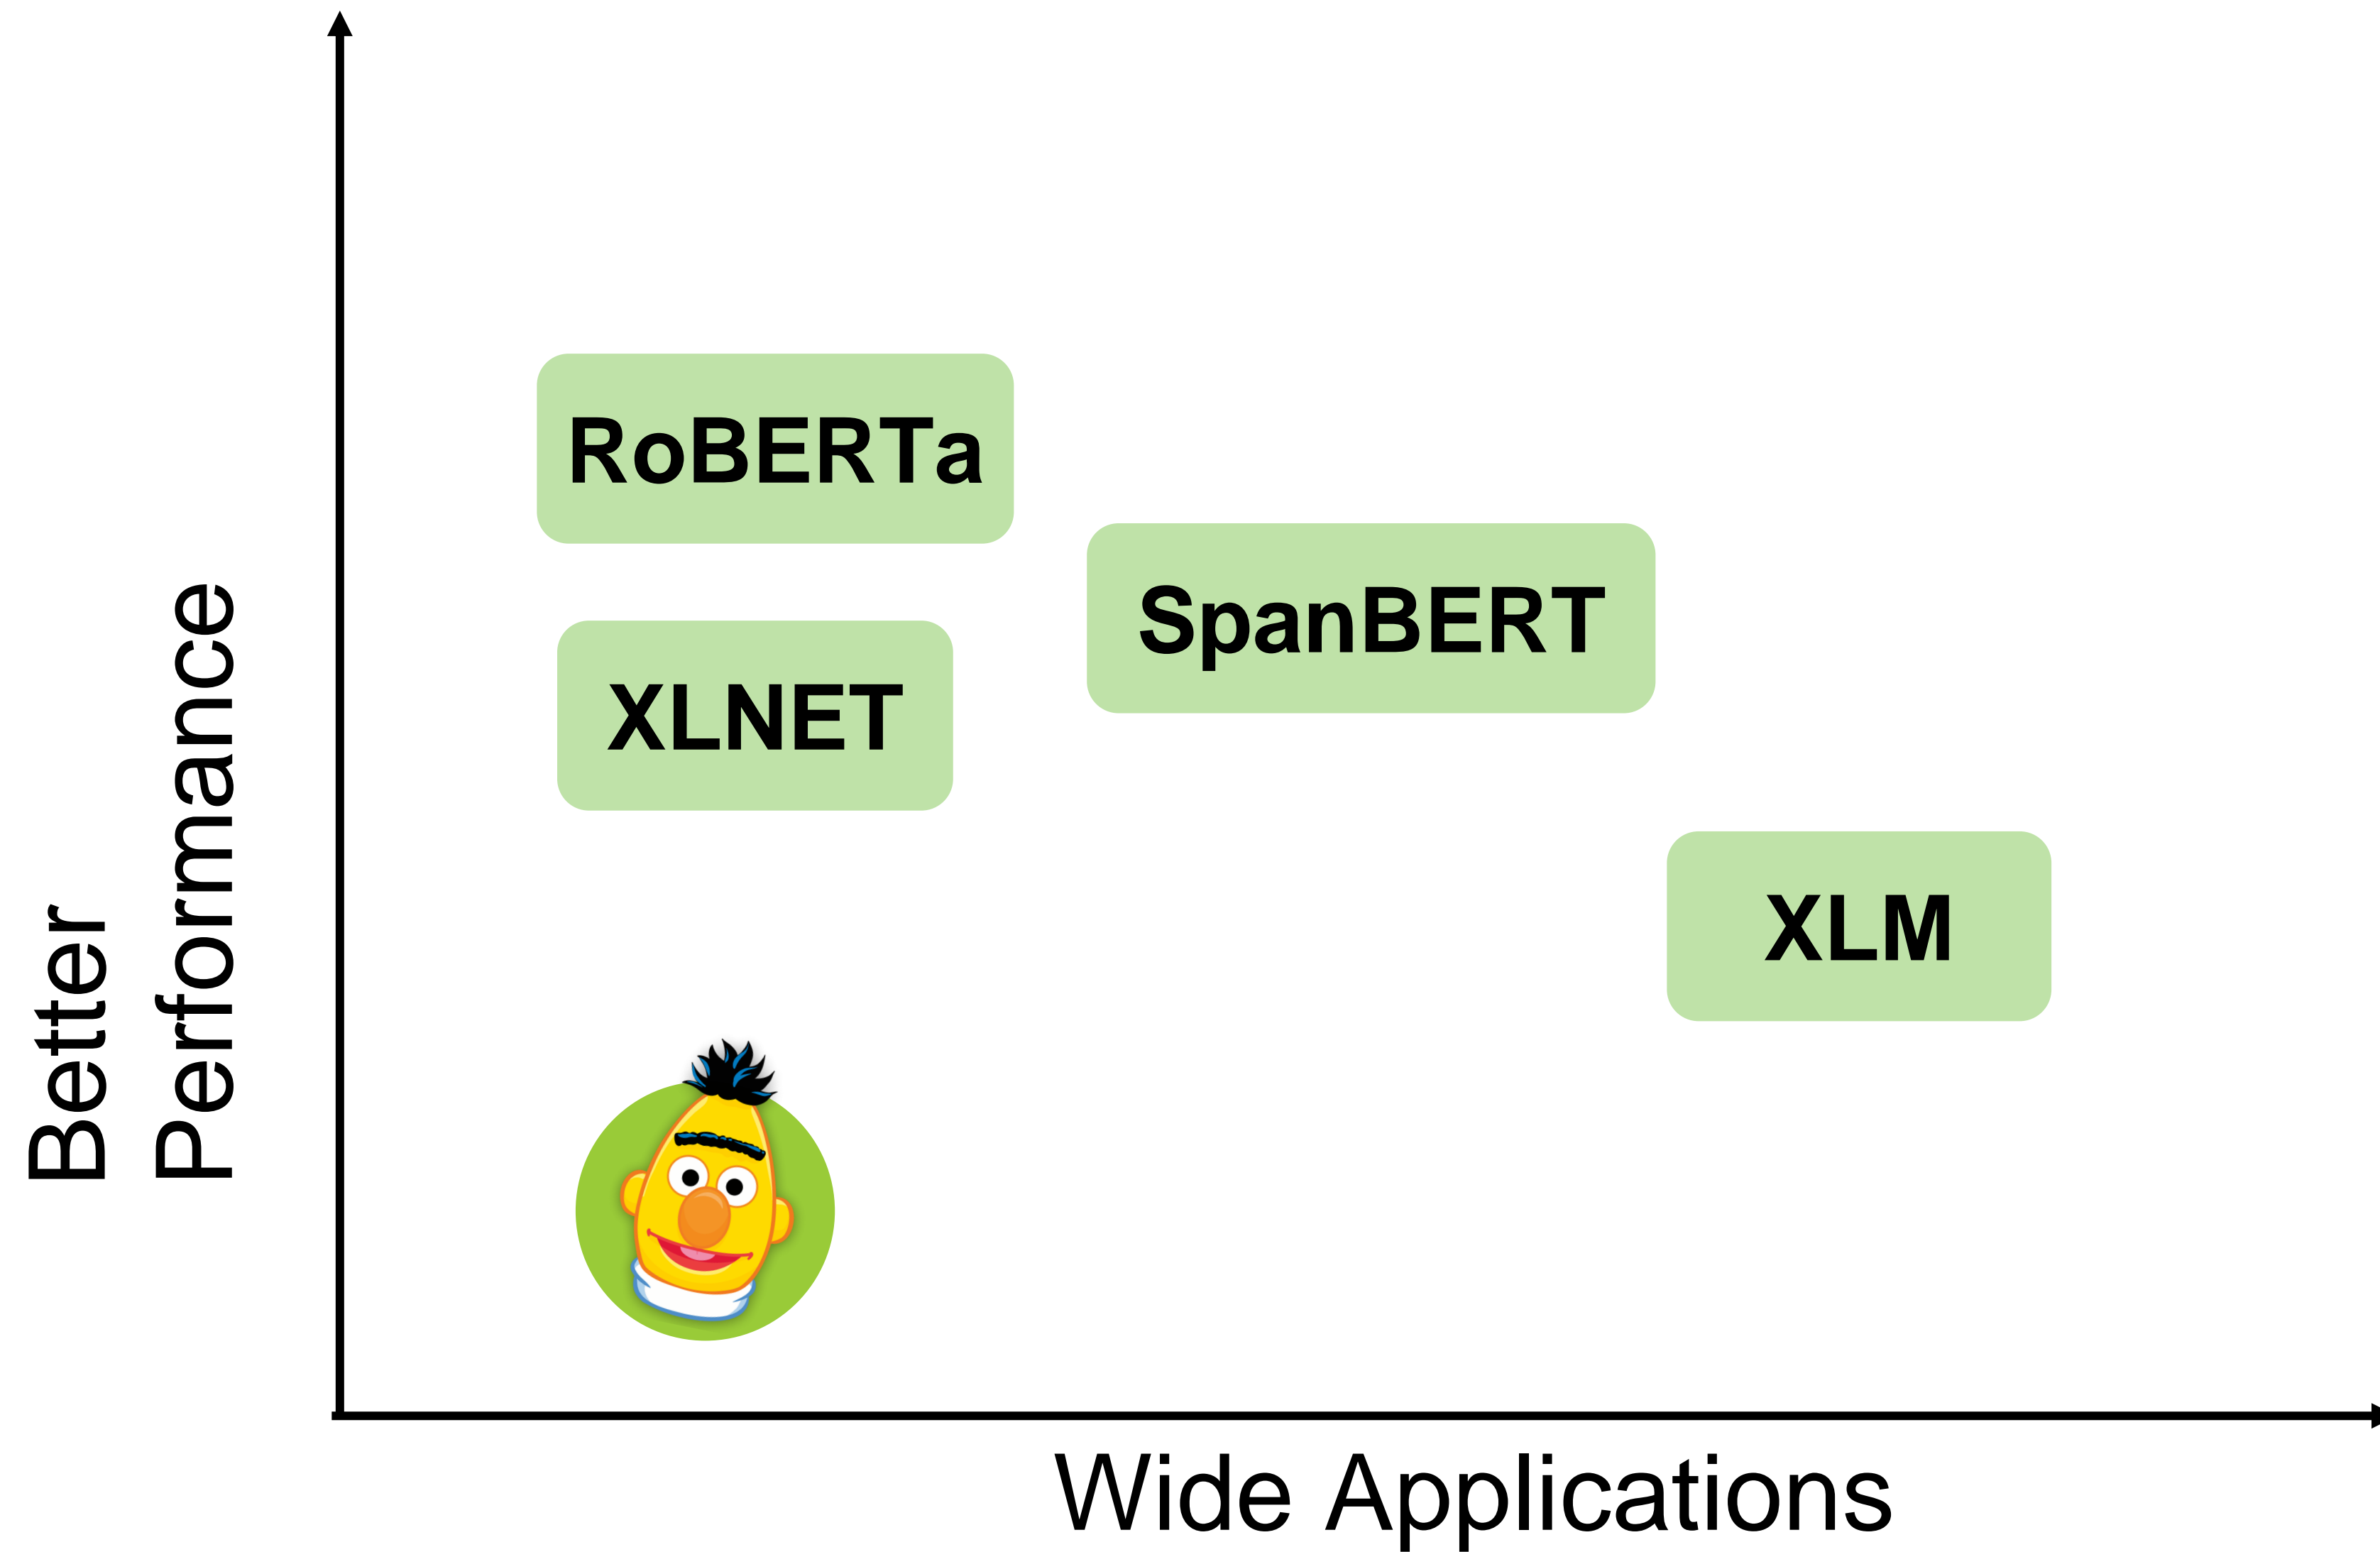 Better
Performance
RoBERTa
SpanBERT
XLNET
XLM
Wide Applications